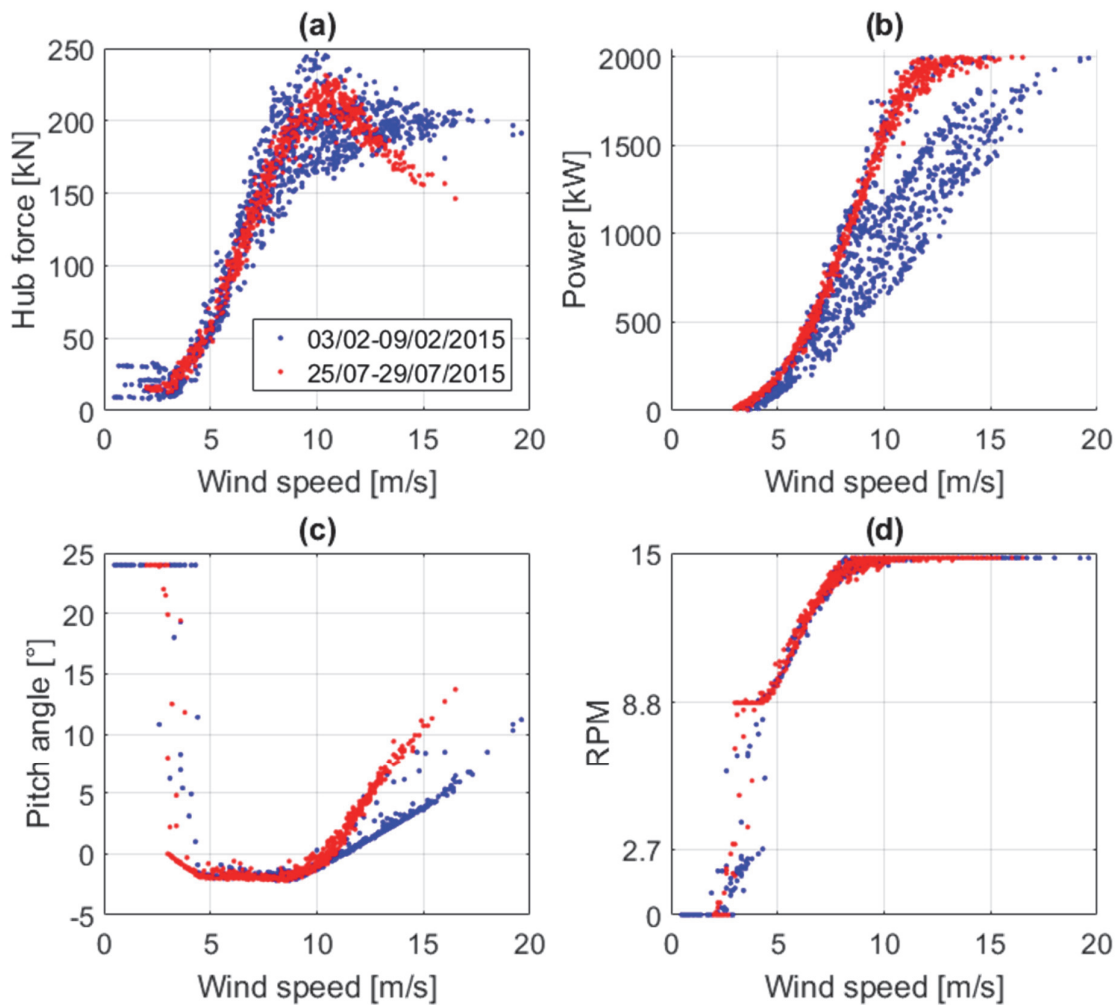 (a)
250
200
150
100
50
0
Hub force [kN]
03/02-09/02/2015
25/07-29/07/2015
0 5 10 15 20
Wind speed [m/s]
(b)
2000
1500
1000
500
0
Power [kW]
0 5 10 15 20
Wind speed [m/s]
(c)
25
20
15
10
5
0
-5
Pitch angle [°]
0 5 10 15 20
Wind speed [m/s]
(d)
15
8.8
2.7
0
RPM
0 5 10 15 20
Wind speed [m/s]